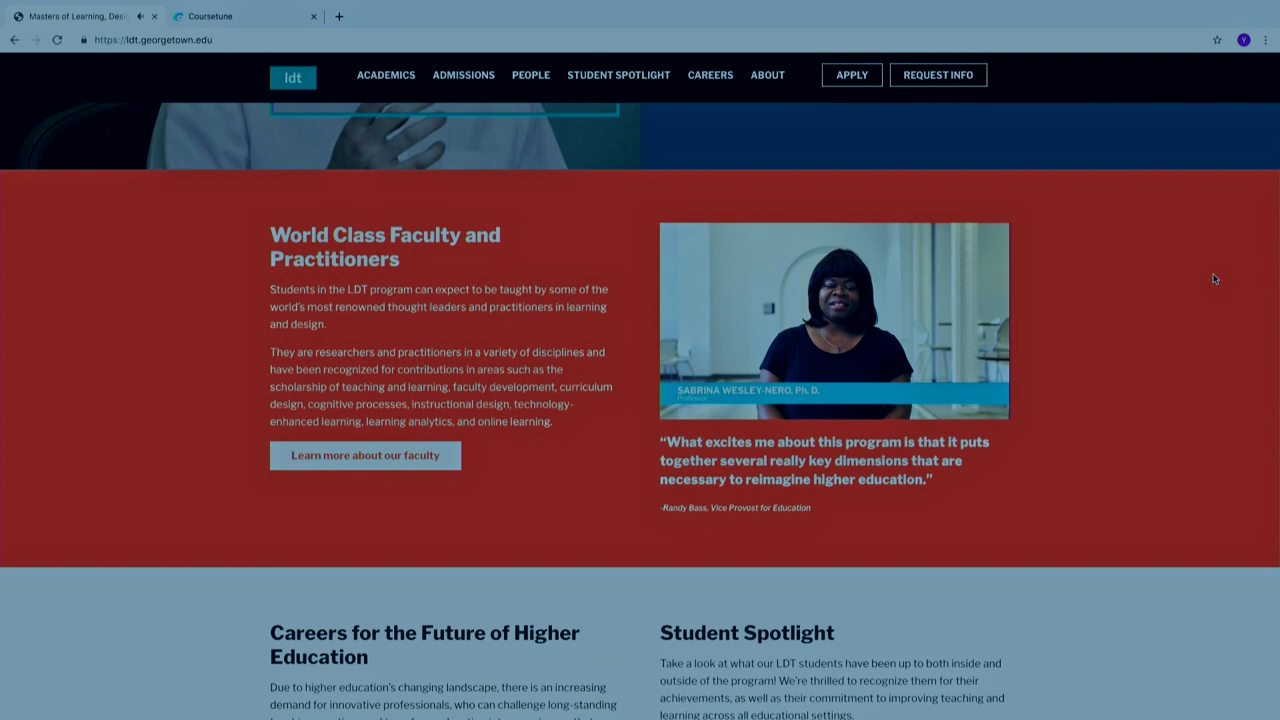 Masters of Learning, Desig
Coursetune
https://ldt.georgetown.edu
Y
ldt
ACADEMICS
ADMISSIONS
PEOPLE
STUDENT SPOTLIGHT
CAREERS
ABOUT
APPLY
REQUEST INFO
World Class Faculty and
Practitioners
Students in the LDT program can expect to be taught by some of the
world's most renowned thought leaders and practitioners in learning
and design.
They are researchers and practitioners in a variety of disciplines and
have been recognized for contributions in areas such as the
scholarship of teaching and learning, faculty development, curriculum
design, cognitive processes, instructional design, technology-
enhanced learning, learning analytics, and online learning.
Learn more about our faculty
SABRINA WESLEY-NERO, Ph. D.
Professor
“What excites me about this program is that it puts
together several really key dimensions that are
necessary to reimagine higher education.”
-Randy Bass, Vice Provost for Education
Careers for the Future of Higher
Education
Due to higher education's changing landscape, there is an increasing
demand for innovative professionals, who can challenge long-standing
Student Spotlight
Take a look at what our LDT students have been up to both inside and
outside of the program! We're thrilled to recognize them for their
achievements, as well as their commitment to improving teaching and
learning across all educational settings.